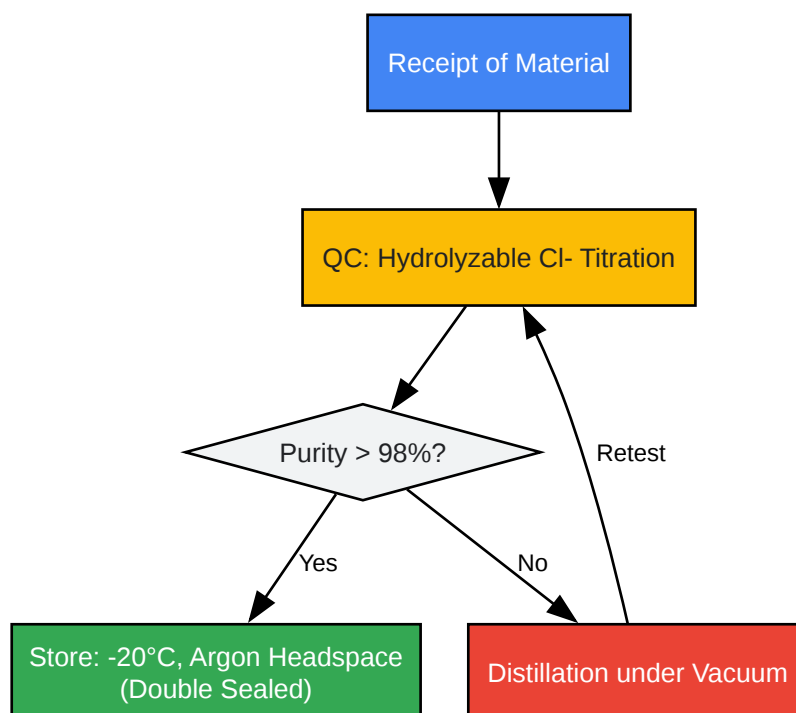 Receipt of Material
QC: Hydrolyzable Cl- Titration
Purity > 98%?
Retest
Yes
No
Store: -20°C, Argon Headspace
(Double Sealed)
Distillation under Vacuum